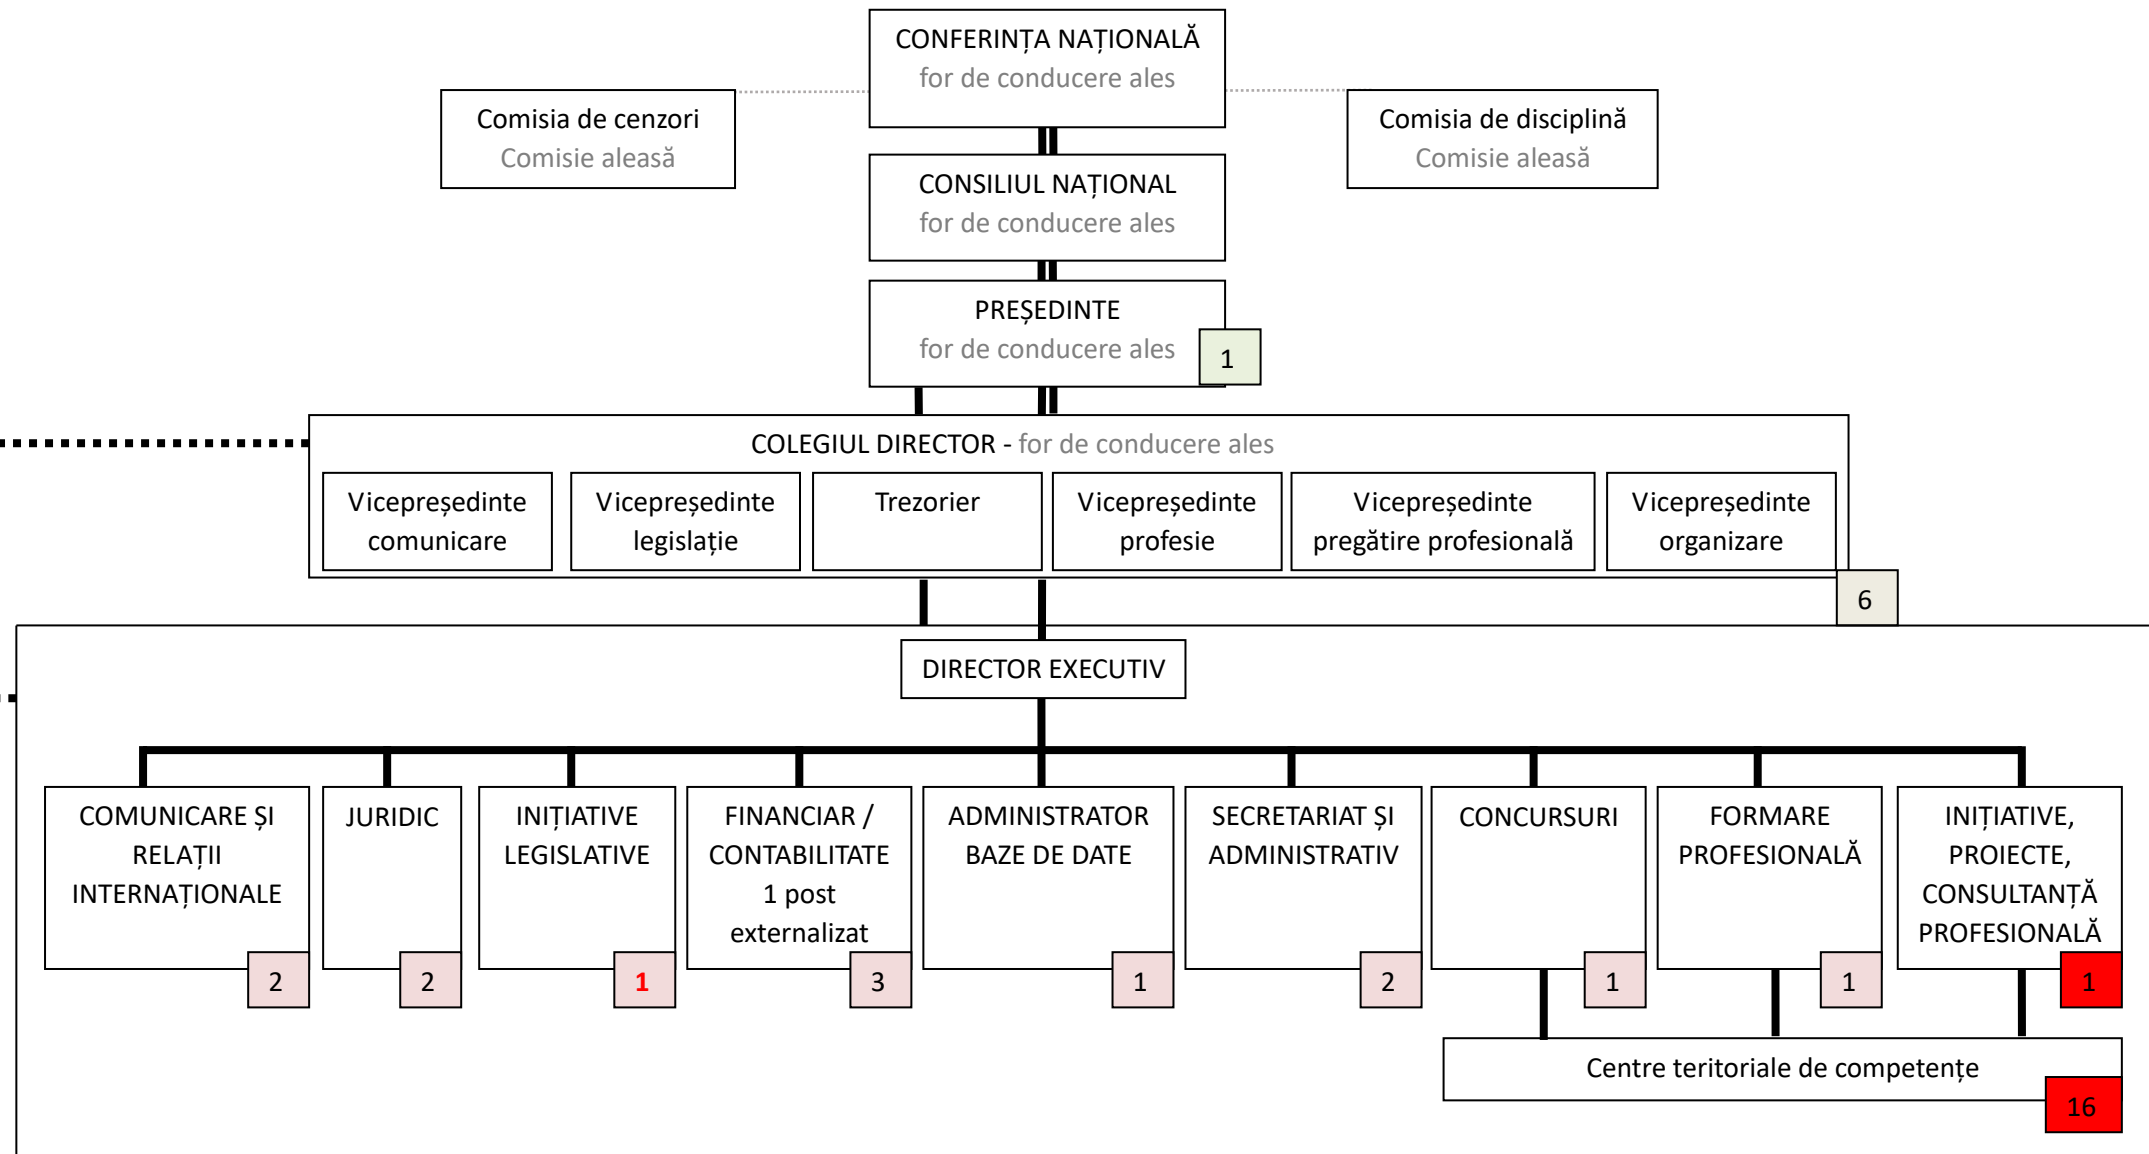 CONFERINȚA NAȚIONALĂ
for de conducere ales
Comisia de cenzori
Comisie aleasă
Comisia de disciplină
Comisie aleasă
CONSILIUL NAȚIONAL
for de conducere ales
PREȘEDINTE
for de conducere ales
1
COLEGIUL DIRECTOR - for de conducere ales
Vicepreședinte
comunicare
Vicepreședinte
legislație
Trezorier
Vicepreședinte
profesie
Vicepreședinte
pregătire profesională
Vicepreședinte
organizare
6
DIRECTOR EXECUTIV
COMUNICARE ȘI
RELAȚII
INTERNAȚIONALE
2
JURIDIC
2
INIȚIATIVE
LEGISLATIVE
1
FINANCIAR /
CONTABILITATE
1 post
externalizat
3
ADMINISTRATOR
BAZE DE DATE
1
SECRETARIAT ȘI
ADMINISTRATIV
2
CONCURSURI
1
FORMARE
PROFESIONALĂ
1
INIȚIATIVE,
PROIECTE,
CONSULTANȚĂ
PROFESIONALĂ
1
Centre teritoriale de competențe
16